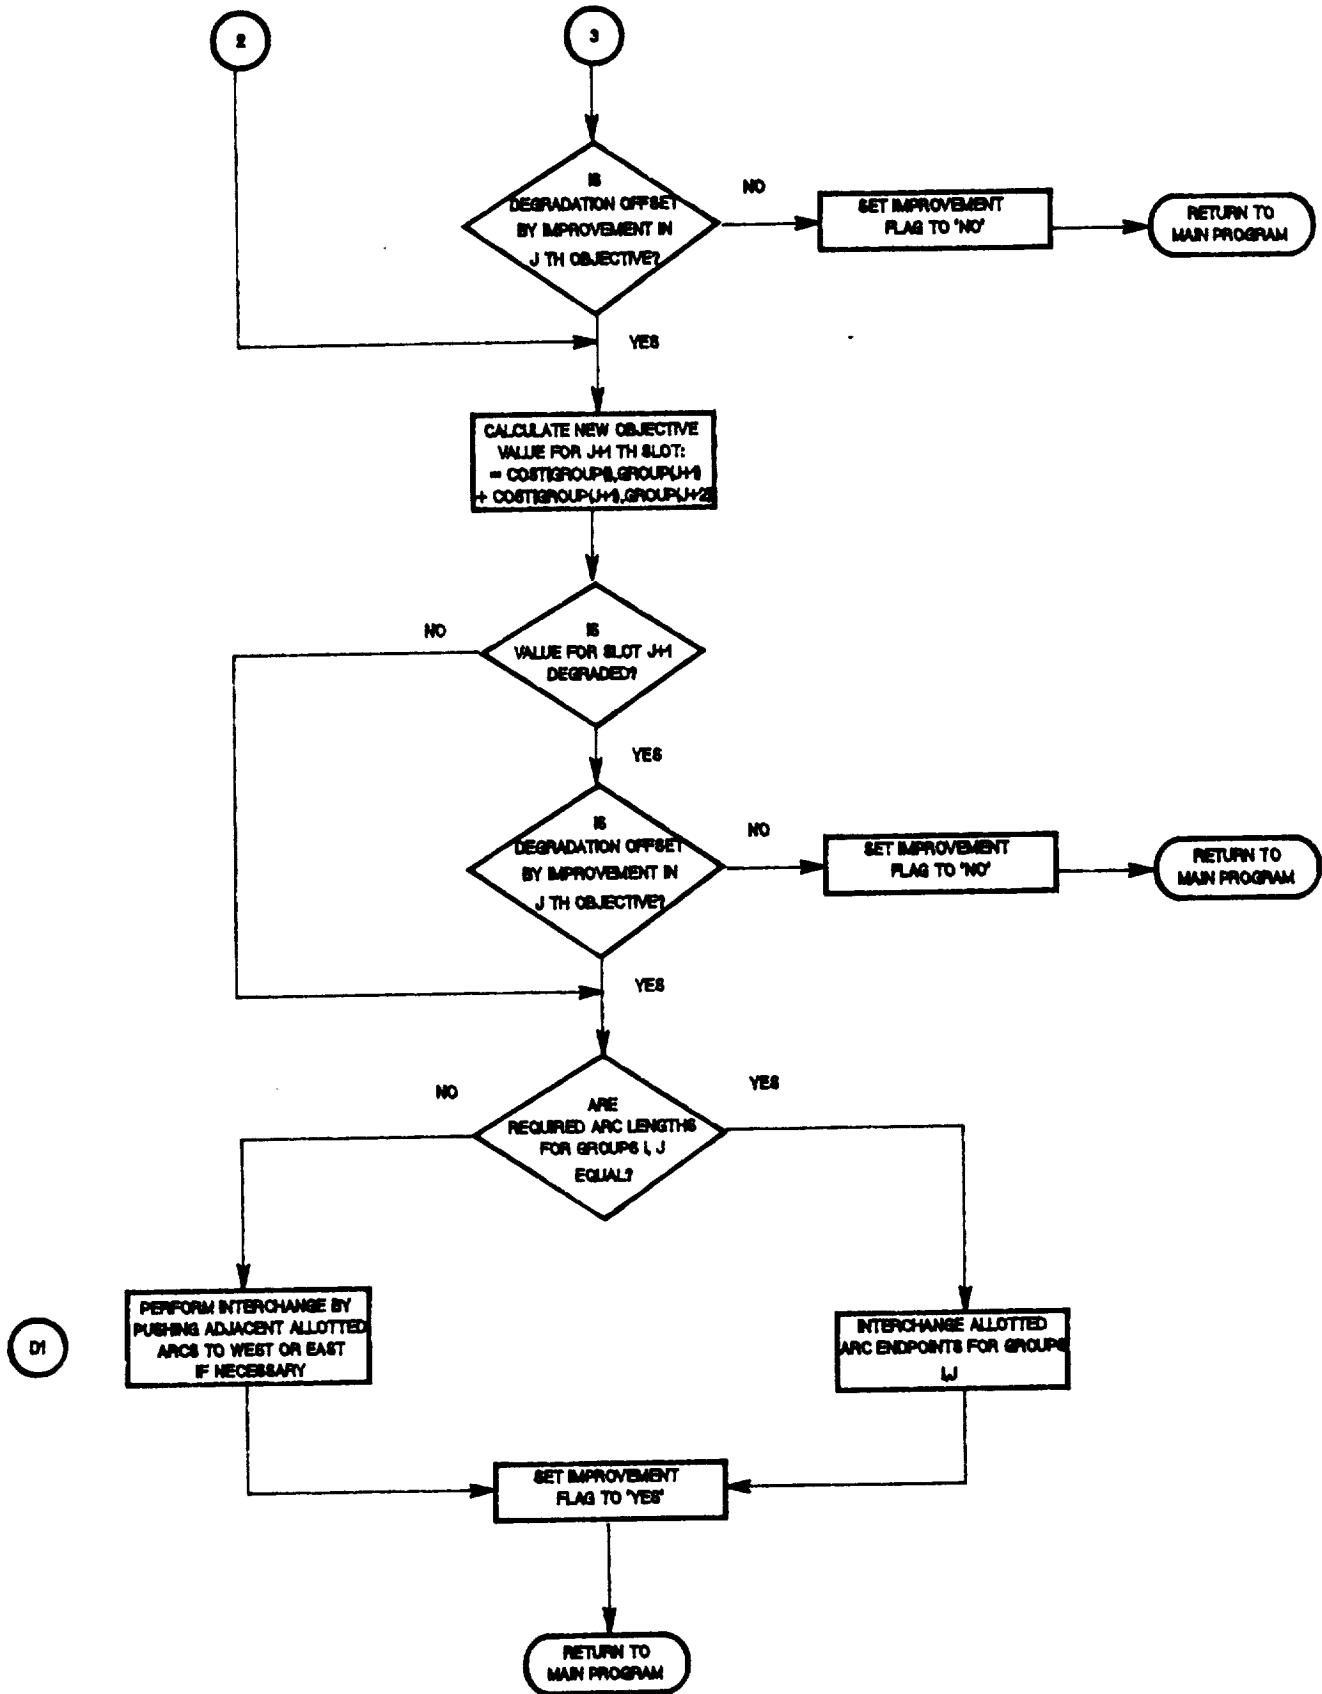 2
3
IS
DEGRADATION OFFSET
BY IMPROVEMENT IN
J TH OBJECTIVE?
NO
SET IMPROVEMENT
FLAG TO 'NO'
RETURN TO
MAIN PROGRAM
YES
CALCULATE NEW OBJECTIVE
VALUE FOR J+1 TH SLOT:
= COST(GROUP(I),GROUP(J+1)
+ COST(GROUP(J+1),GROUP(J+2)
NO
IS
VALUE FOR SLOT J+1
DEGRADED?
YES
IS
DEGRADATION OFFSET
BY IMPROVEMENT IN
J TH OBJECTIVE?
NO
SET IMPROVEMENT
FLAG TO 'NO'
RETURN TO
MAIN PROGRAM
YES
NO
YES
ARE
REQUIRED ARC LENGTHS
FOR GROUPS I, J
EQUAL?
D1
PERFORM INTERCHANGE BY
PUSHING ADJACENT ALLOTTED
ARCS TO WEST OR EAST
IF NECESSARY
INTERCHANGE ALLOTTED
ARC ENDPOINTS FOR GROUPS
I,J
SET IMPROVEMENT
FLAG TO 'YES'
RETURN TO
MAIN PROGRAM